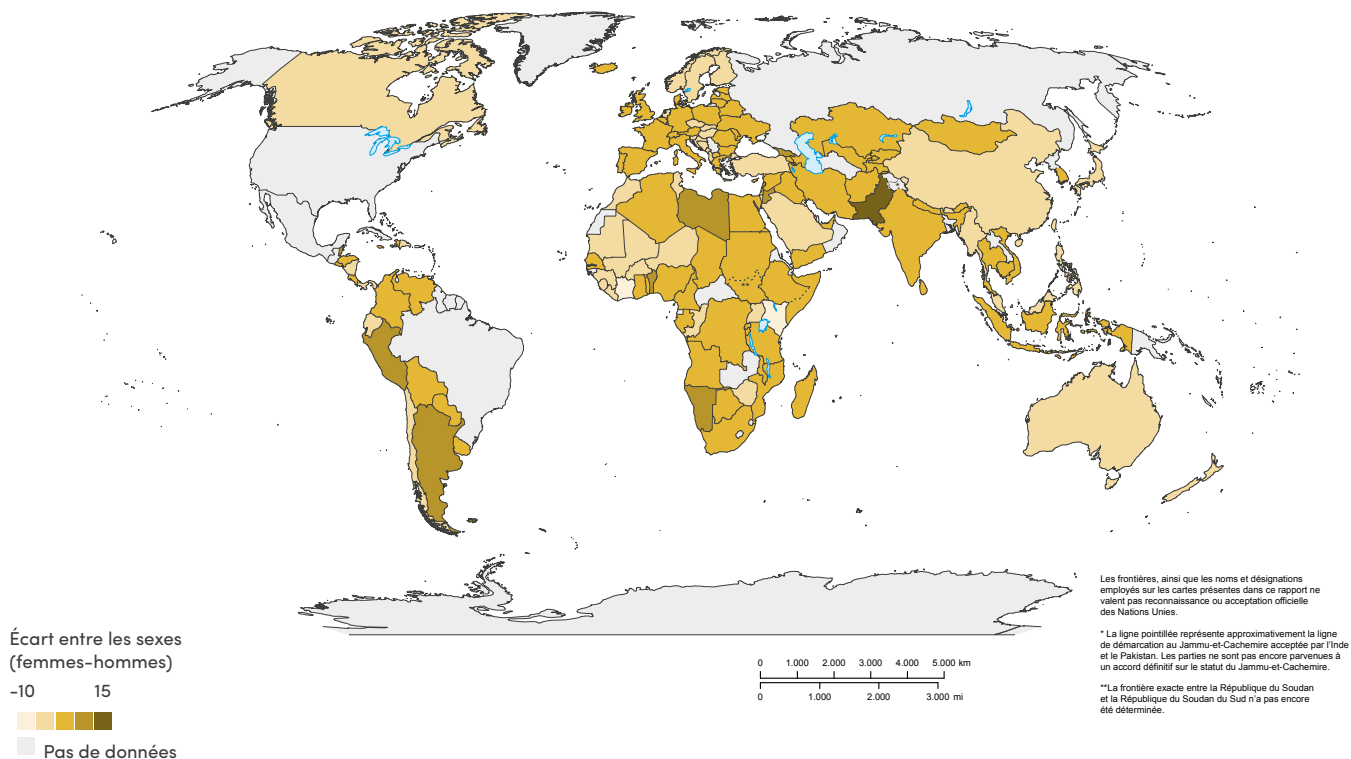 **
Les frontières, ainsi que les noms et désignations
employés sur les cartes présentes dans ce rapport ne
valent pas reconnaissance ou acceptation officielle
des Nations Unies.
* La ligne pointillée représente approximativement la ligne
de démarcation au Jammu-et-Cachemire acceptée par l'Inde
et le Pakistan. Les parties ne sont pas encore parvenues à
un accord définitif sur le statut du Jammu-et-Cachemire.
**La frontière exacte entre la République du Soudan
et la République du Soudan du Sud n'a pas encore
été déterminée.
Écart entre les sexes
(femmes-hommes)
-10 15
Pas de données
0 1.000 2.000 3.000 4.000 5.000 km
0 1.000 2.000 3.000 mi